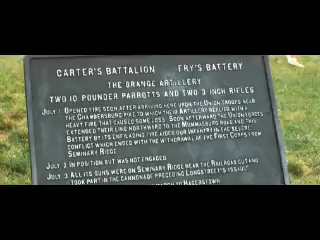 CARTER'S BATTALION FRY'S BATTERY
THE ORANGE ARTILLERY
TWO 10 POUNDER PARROTTS AND TWO 3 INCH RIFLES
JULY 1 OPENED FIRE SOON AFTER ARRIVING HERE UPON THE UNION TROOPS NEAR
THE CHAMBERSBURG PIKE TO WHICH THEIR ARTILLERY REPLIED WITH A
HEAVY FIRE THAT CAUSED SOME LOSS. SOON AFTERWARD THE UNION FORCES
EXTENDED THEIR LINE NORTHWARD TO THE MUMMASBURG ROAD AND THIS
BATTERY BY ITS ENFILADING FIRE AIDED OUR INFANTRY IN THE SEVERE
CONFLICT WHICH ENDED WITH THE WITHDRAWAL OF THE FIRST CORPS FROM
SEMINARY RIDGE
JULY 2 IN POSITION BUT WAS NOT ENGAGED
JULY 3 ALL ITS GUNS WERE ON SEMINARY RIDGE NEAR THE RAILROAD CUT AND
TOOK PART IN THE CANNONADE PRECEDING LONGSTREET'S ASSAULT
MARCH TO HAGERSTOWN